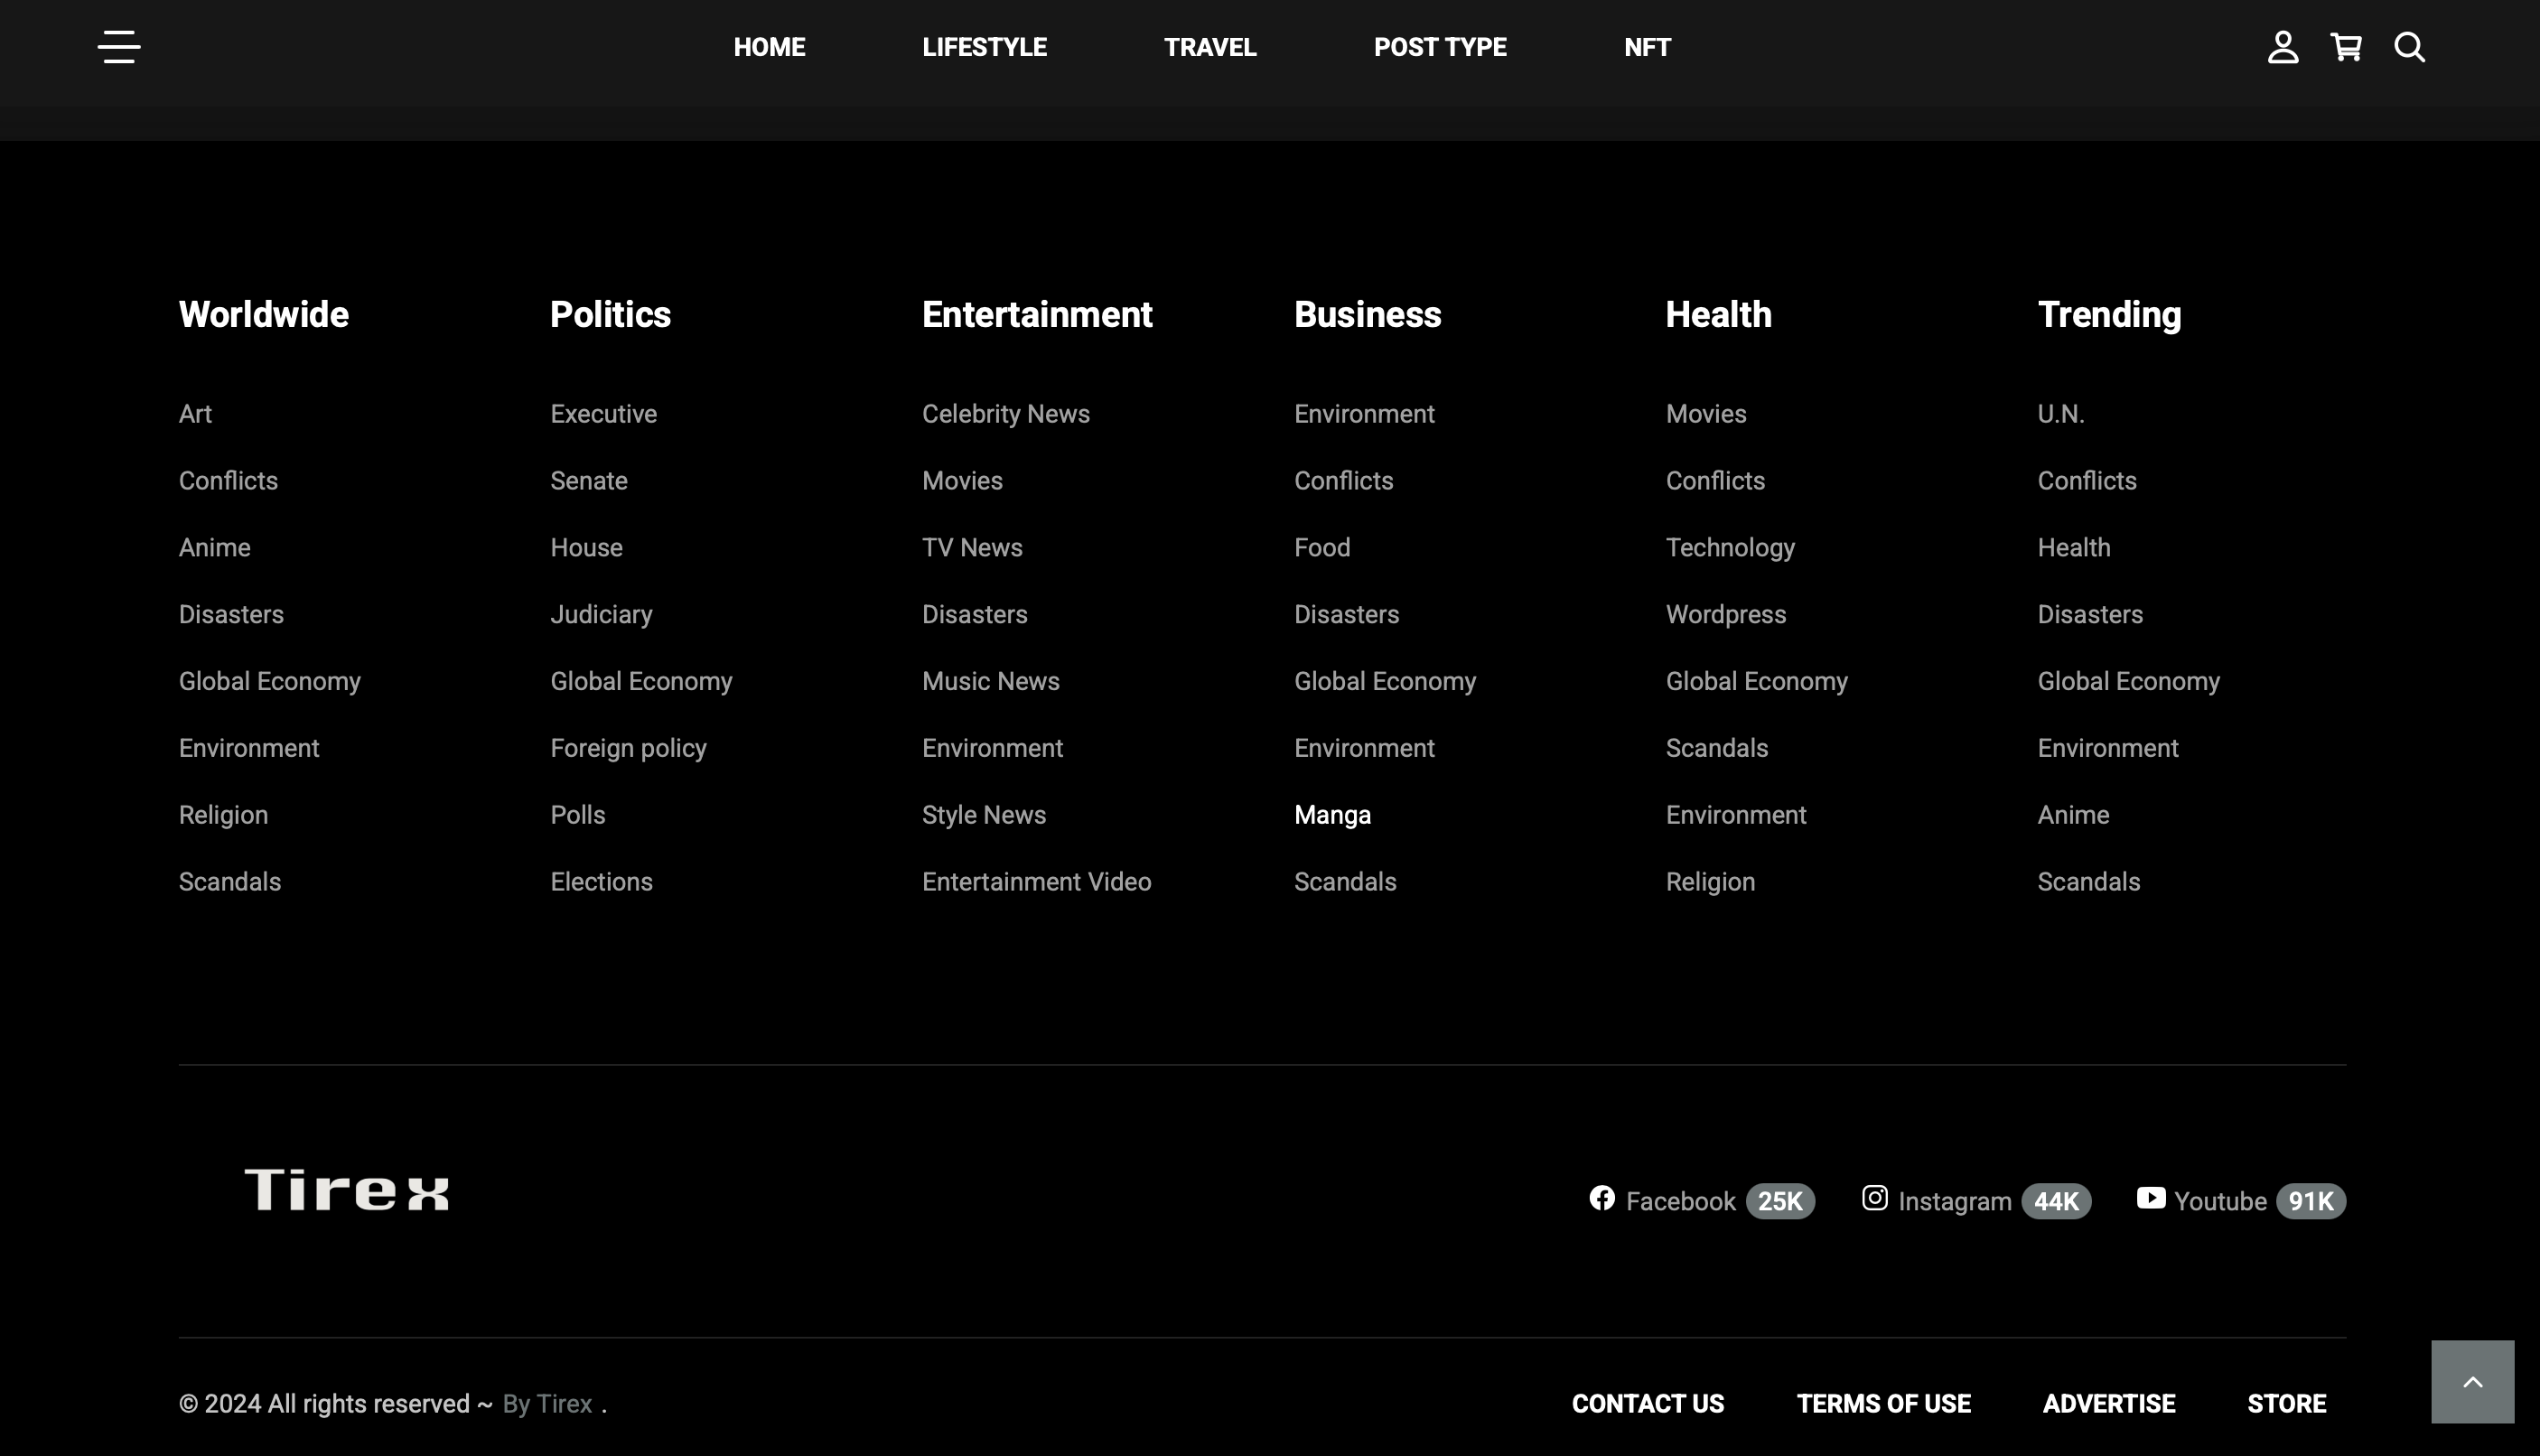 HOME LIFESTYLE TRAVEL POST TYPE NFT
Worldwide
Art
Conflicts
Anime
Disasters
Global Economy
Environment
Religion
Scandals
Politics
Executive
Senate
House
Judiciary
Global Economy
Foreign policy
Polls
Elections
Entertainment
Celebrity News
Movies
TV News
Disasters
Music News
Environment
Style News
Entertainment Video
Business
Environment
Conflicts
Food
Disasters
Global Economy
Environment
Manga
Scandals
Health
Movies
Conflicts
Technology
Wordpress
Global Economy
Scandals
Environment
Religion
Trending
U.N.
Conflicts
Health
Disasters
Global Economy
Environment
Anime
Scandals
Tirex
Facebook 25K Instagram 44K Youtube 91K
© 2024 All rights reserved ~ By Tirex .
CONTACT US TERMS OF USE ADVERTISE STORE